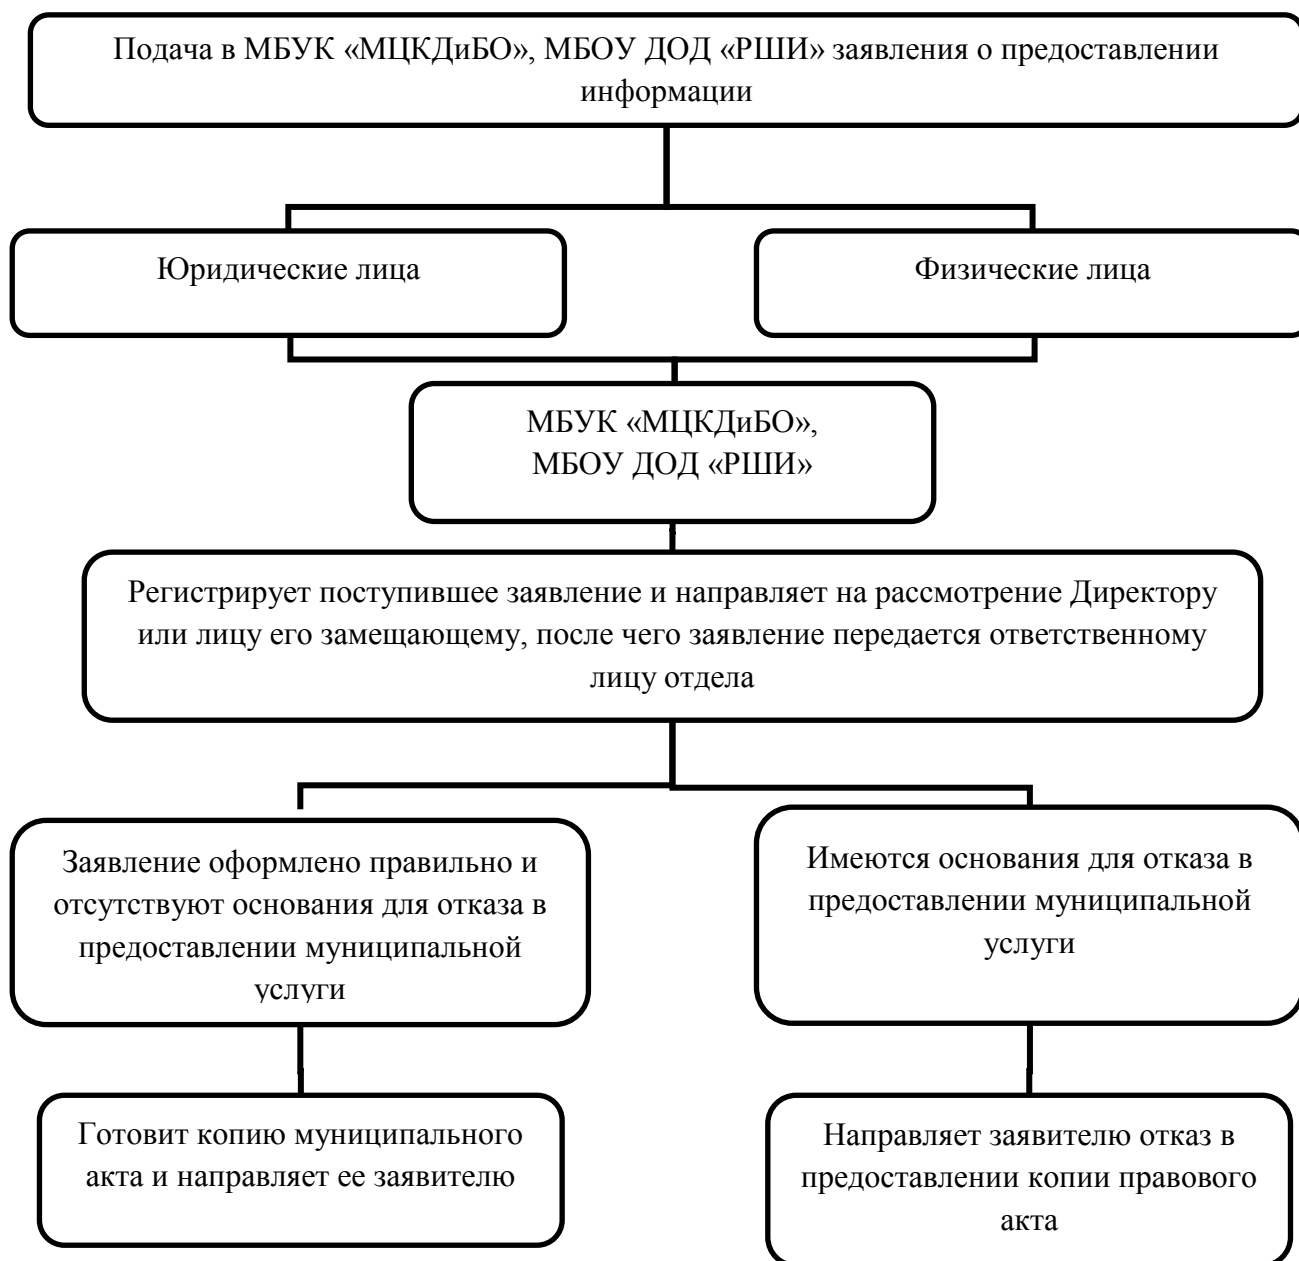 Подача в МБУК «МЦКДиБО», МБОУ ДОД «РШИ» заявления о предоставлении
информации
Юридические лица
Физические лица
МБУК «МЦКДиБО»,
МБОУ ДОД «РШИ»
Регистрирует поступившее заявление и направляет на рассмотрение Директору
или лицу его замещающему, после чего заявление передается ответственному
лицу отдела
Заявление оформлено правильно и
отсутствуют основания для отказа в
предоставлении муниципальной
услуги
Имеются основания для отказа в
предоставлении муниципальной
услуги
Готовит копию муниципального
акта и направляет ее заявителю
Направляет заявителю отказ в
предоставлении копии правового
акта